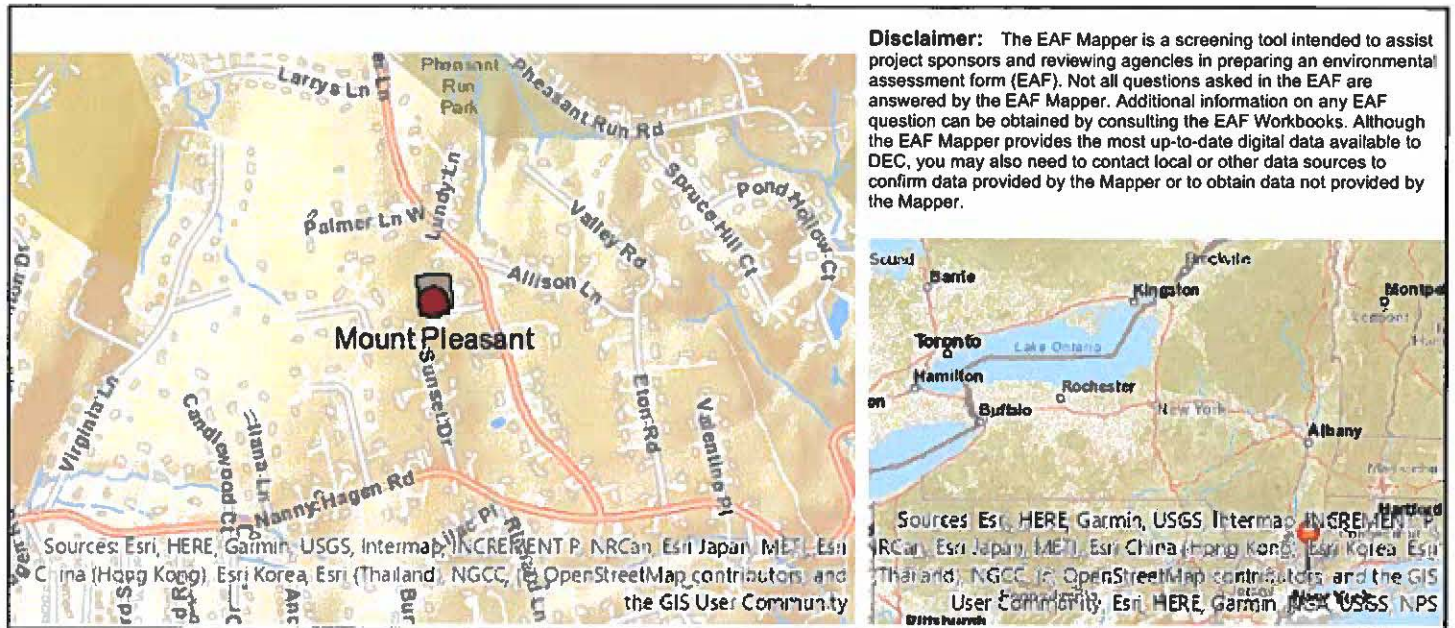 Disclaimer: The EAF Mapper is a screening tool intended to assist
project sponsors and reviewing agencies in preparing an environmental
assessment form (EAF). Not all questions asked in the EAF are
answered by the EAF Mapper. Additional information on any EAF
question can be obtained by consulting the EAF Workbooks. Although
the EAF Mapper provides the most up-to-date digital data available to
DEC, you may also need to contact local or other data sources to
confirm data provided by the Mapper or to obtain data not provided by
the Mapper.
Larrys Ln
Pheasant
Run
Park
Pheasant Run Rd
Lundy Ln
Palmer Ln W
Valley Rd
Spruce Hill Ct
Pond Hollow Ct
Allison Ln
Mount Pleasant
Sunset Dr
Eton Rd
Valentine Pl
Virginia Ln
Candlewood Ct
Ilana Ln
Nanny Hagen Rd
Sources: Esri, HERE, Garmin, USGS, Intermap, INCREMENT P, NRCan, Esri Japan, METI, Esri
China (Hong Kong), Esri Korea, Esri (Thailand), NGCC, OpenStreetMap contributors, and
the GIS User Community
Sound
Barrie
Kingston
Toronto
Lake Ontario
Hamilton
Rochester
Buffalo
New York
Albany
Hartford
Sources: Esri, HERE, Garmin, USGS, Intermap, INCREMENT P,
Esri Japan, METI, Esri China (Hong Kong), Esri Korea, Esri
Thailand), NGCC, OpenStreetMap contributors, and the GIS
User Community, Esri, HERE, Garmin, USGS, NPS
New York
Pittsburgh